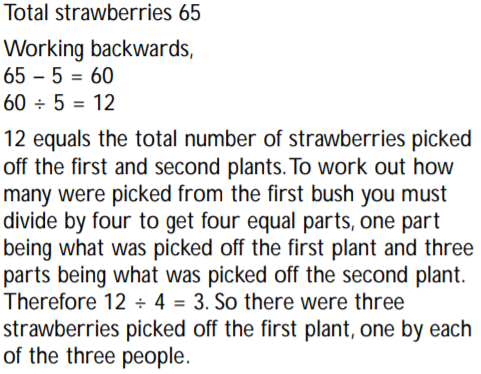 Total strawberries 65
Working backwards,
65 – 5 = 60
60 ÷ 5 = 12
12 equals the total number of strawberries picked
off the first and second plants. To work out how
many were picked from the first bush you must
divide by four to get four equal parts, one part
being what was picked off the first plant and three
parts being what was picked off the second plant.
Therefore 12 ÷ 4 = 3. So there were three
strawberries picked off the first plant, one by each
of the three people.